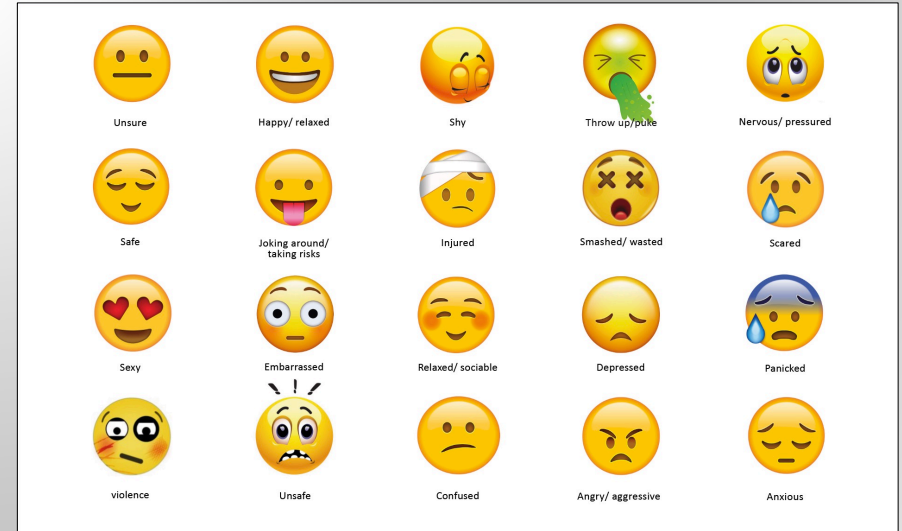 Unsure
Happy/ relaxed
Shy
Throw up/puke
Nervous/ pressured
Safe
Joking around/
taking risks
Injured
Smashed/ wasted
Scared
Sexy
Embarrassed
Relaxed/ sociable
Depressed
Panicked
violence
Unsafe
Confused
Angry/ aggressive
Anxious